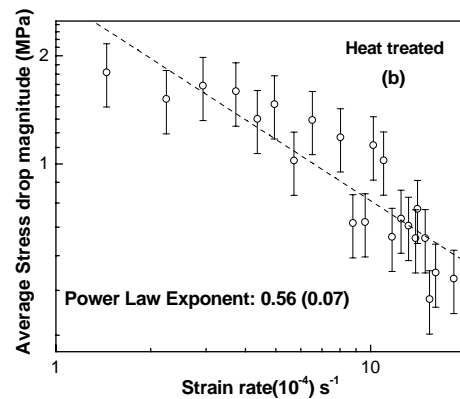 Average Stress drop magnitude (MPa)
2
1
Heat treated
(b)
Power Law Exponent: 0.56 (0.07)
1
10
Strain rate(10⁻⁴) s⁻¹